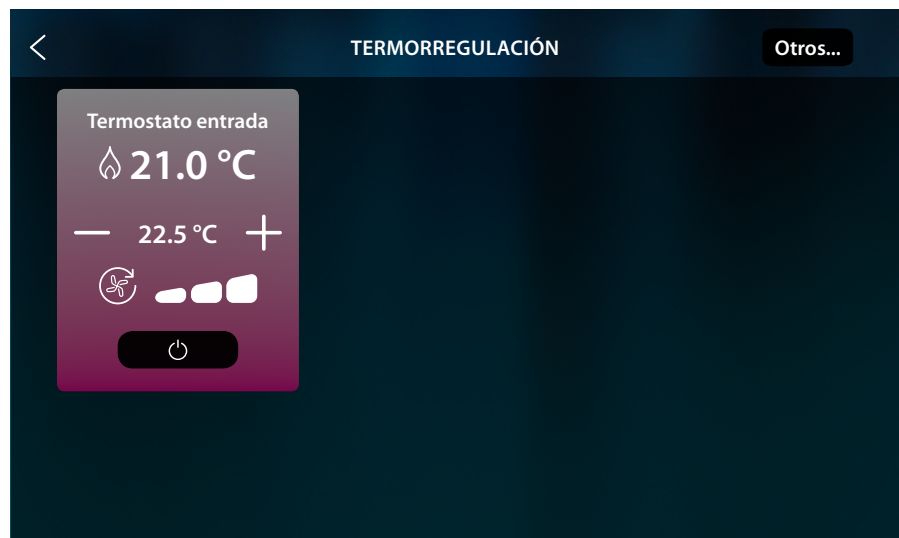 TERMORREGULACIÓN
Otros...
Termostato entrada
21.0 °C
22.5 °C